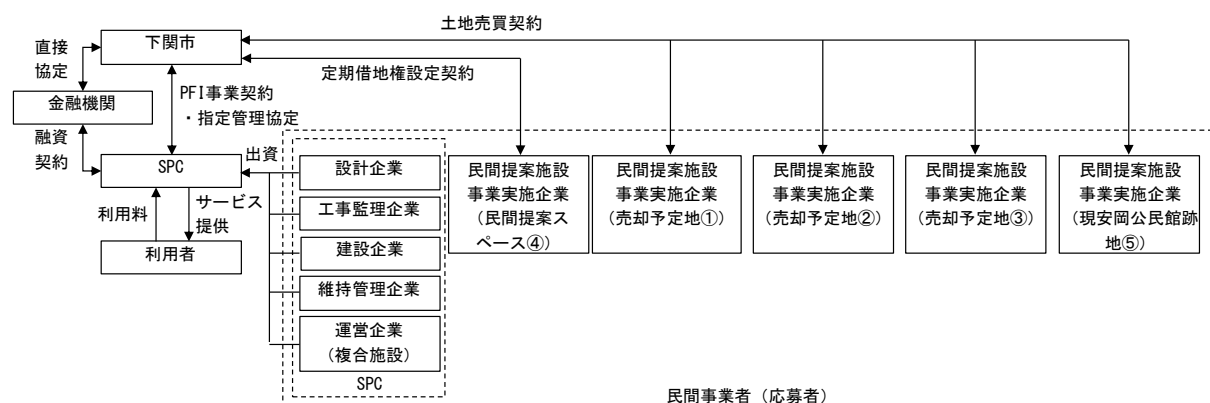 土地売買契約
下関市
直接
協定
定期借地権設定契約
PFI事業契約
・指定管理協定
金融機関
融資
契約
出資
SPC
利用料
サービス
提供
利用者
設計企業
工事監理企業
建設企業
維持管理企業
運営企業
(複合施設)
SPC
民間提案施設
事業実施企業
(民間提案ス
ペース④)
民間提案施設
事業実施企業
(売却予定地①)
民間提案施設
事業実施企業
(売却予定地②)
民間提案施設
事業実施企業
(売却予定地③)
民間提案施設
事業実施企業
(現安岡公民館跡
地⑤)
民間事業者(応募者)